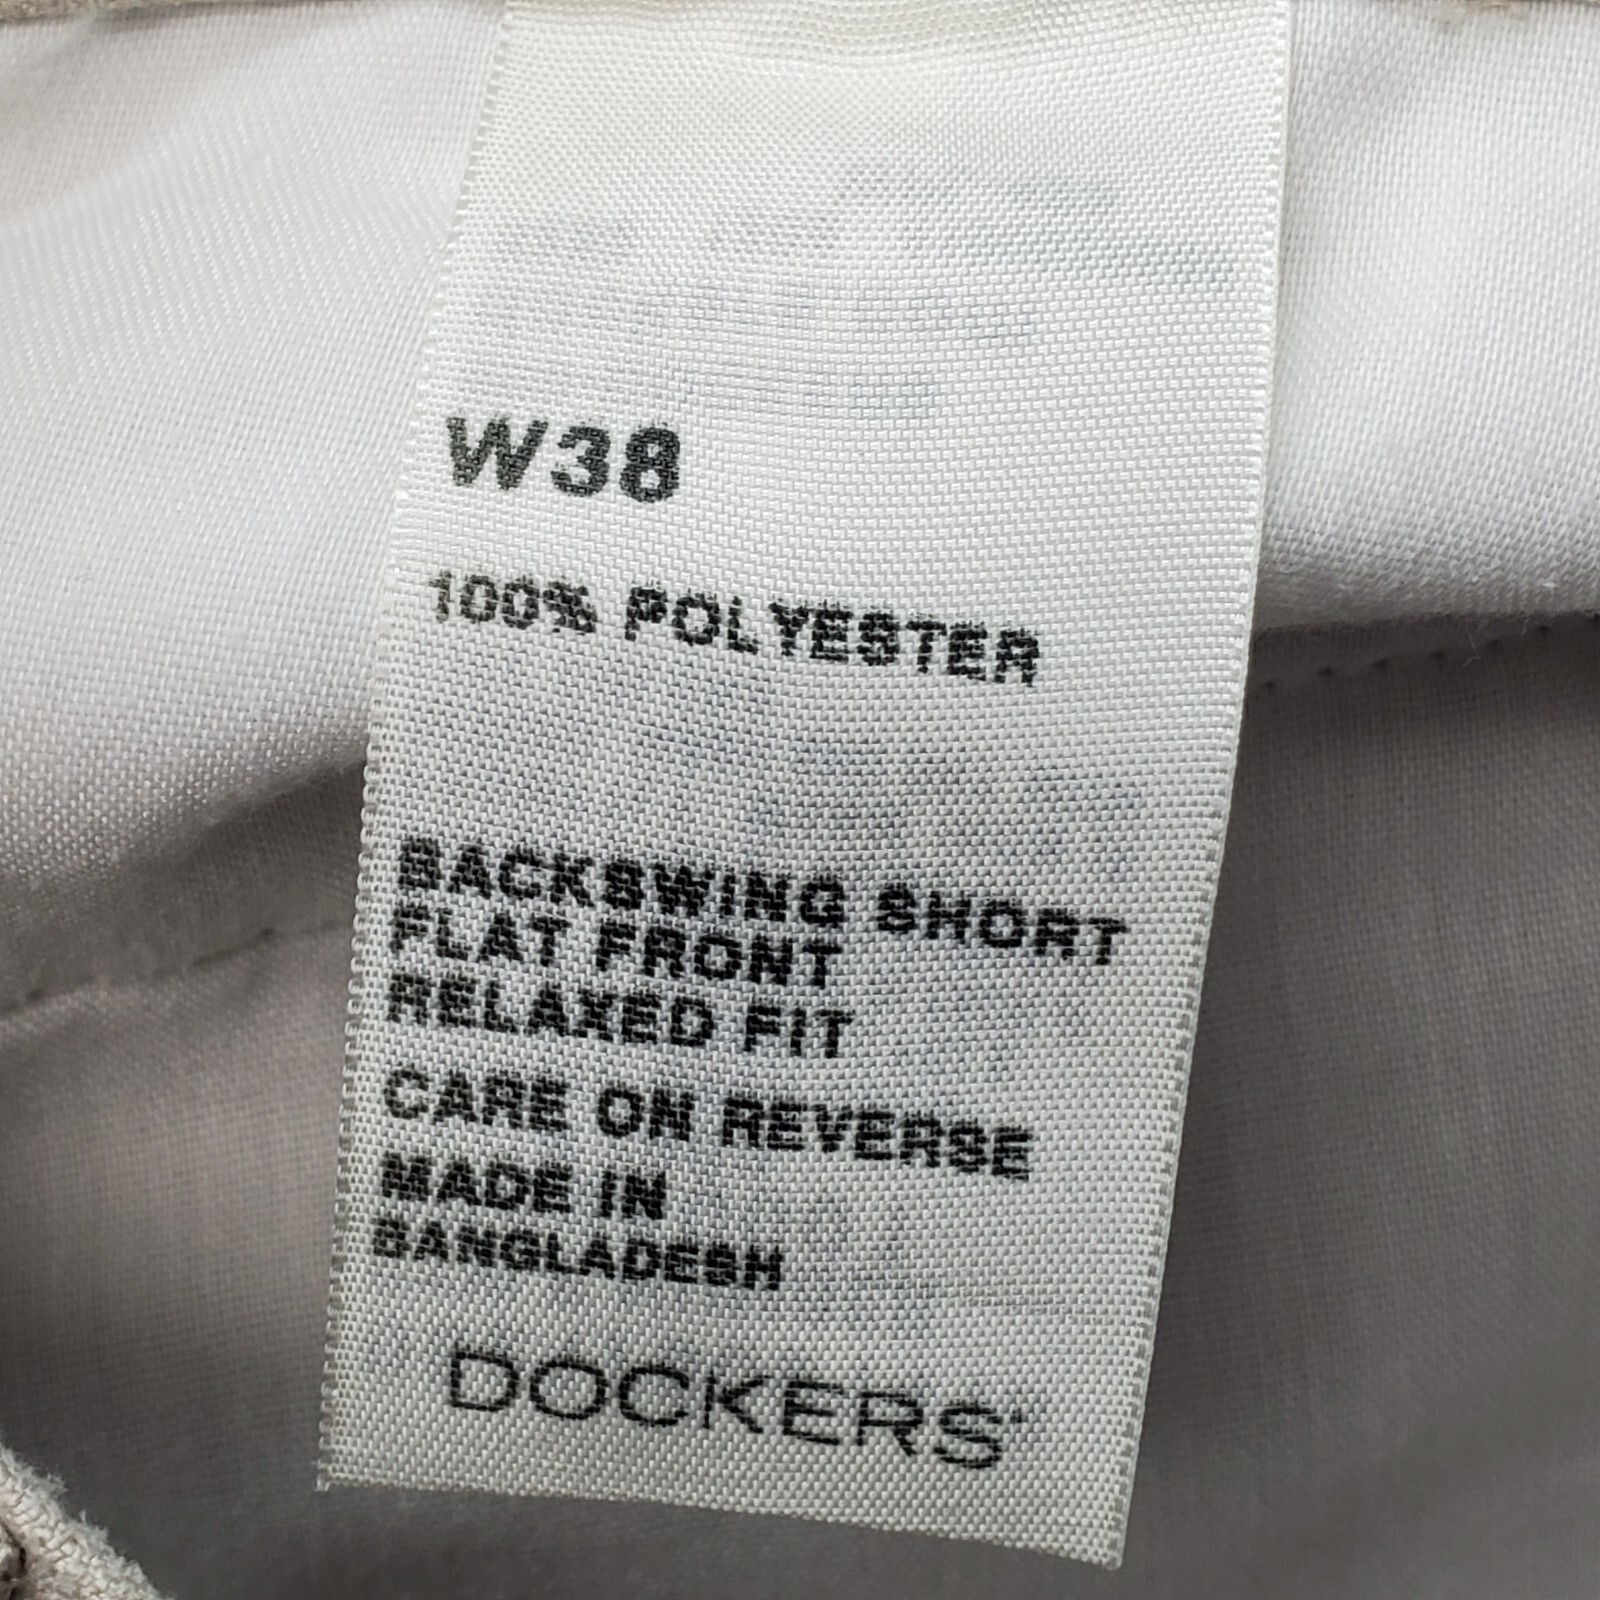 W38
100% POLYESTER
BACKSWING SHORT
FLAT FRONT
RELAXED FIT
CARE ON REVERSE
MADE IN
BANGLADESH
DOCKERS